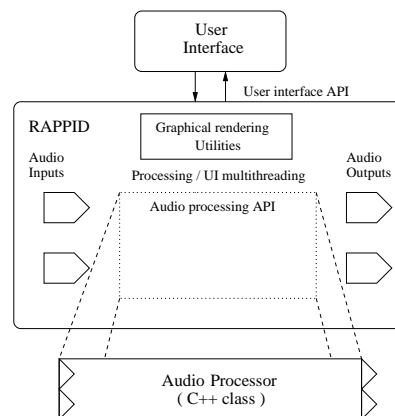 User
Interface
User interface API
RAPPID
Graphical rendering
Utilities
Audio
Inputs
Audio
Outputs
Processing / UI multithreading
Audio processing API
Audio Processor
( C++ class )